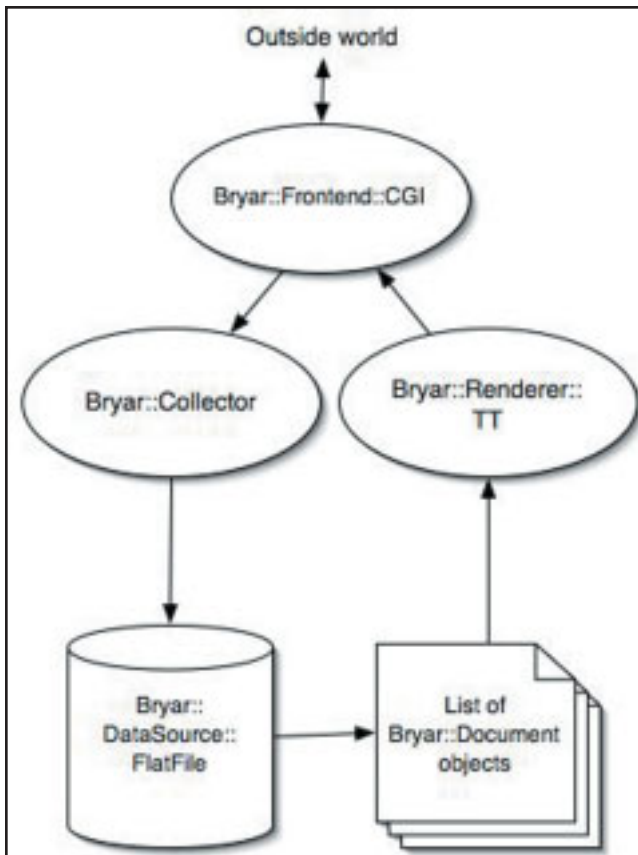 Outside world
Bryar::Frontend::CGI
Bryar::Collector
Bryar::Renderer::
TT
Bryar::
DataSource::
FlatFile
List of
Bryar::Document
objects